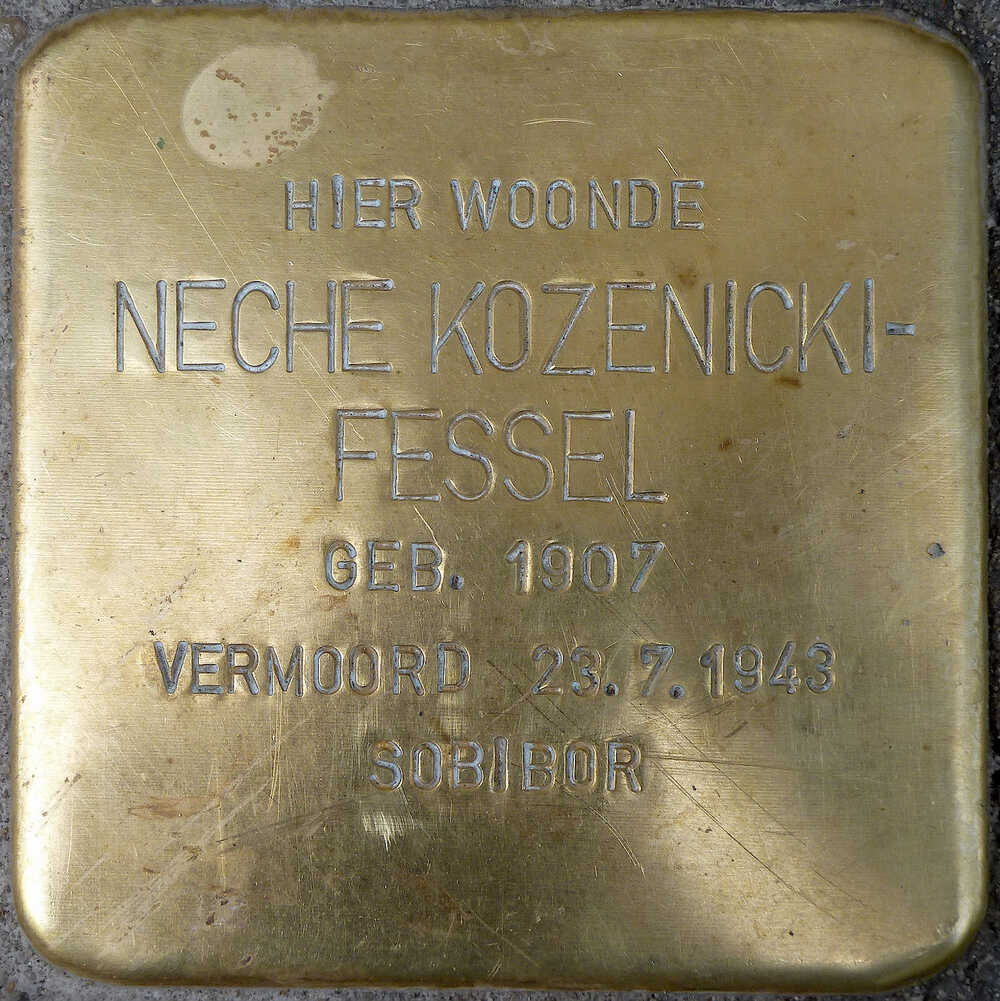 HIER WOONDE
NECHE KOZENICKI-
FESSEL
GEB. 1907
VERMOORD 23.7.1943
SOBIBOR